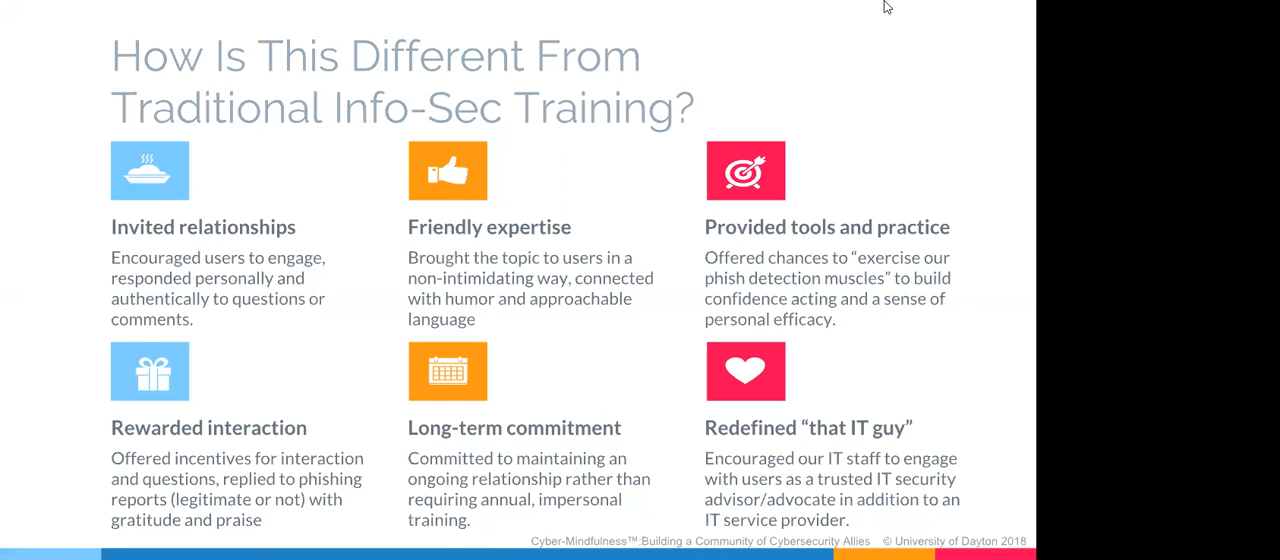 How Is This Different From
Traditional Info-Sec Training?
Invited relationships
Encouraged users to engage,
responded personally and
authentically to questions or
comments.
Friendly expertise
Brought the topic to users in a
non-intimidating way, connected
with humor and approachable
language
Provided tools and practice
Offered chances to “exercise our
phish detection muscles” to build
confidence acting and a sense of
personal efficacy.
Rewarded interaction
Offered incentives for interaction
and questions, replied to phishing
reports (legitimate or not) with
gratitude and praise
Long-term commitment
Committed to maintaining an
ongoing relationship rather than
requiring annual, impersonal
training.
Redefined “that IT guy”
Encouraged our IT staff to engage
with users as a trusted IT security
advisor/advocate in addition to an
IT service provider.
Cyber-Mindfulness™:Building a Community of Cybersecurity Allies © University of Dayton 2018